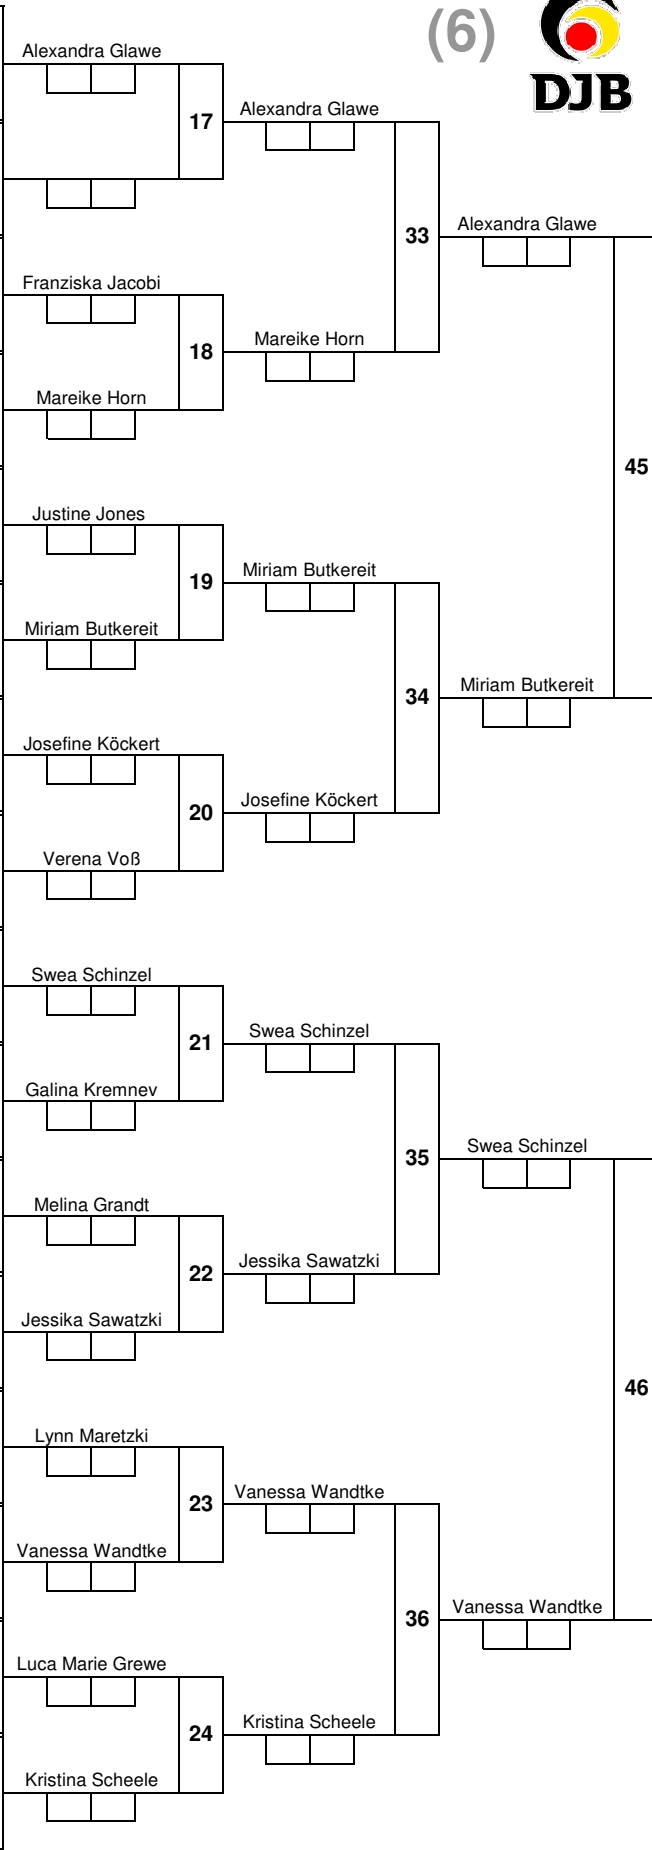 (6)
DJB
Alexandra Glawe
17
Alexandra Glawe
33
Alexandra Glawe
Franziska Jacobi
18
Mareike Horn
Mareike Horn
45
Justine Jones
19
Miriam Butkereit
Miriam Butkereit
34
Miriam Butkereit
Josefine Köckert
20
Josefine Köckert
Verena Voß
Swea Schinzel
21
Swea Schinzel
Galina Kremnev
35
Swea Schinzel
Melina Grandt
22
Jessika Sawatzki
Jessika Sawatzki
46
Lynn Maretzki
23
Vanessa Wandtke
Vanessa Wandtke
36
Vanessa Wandtke
Luca Marie Grewe
24
Kristina Scheele
Kristina Scheele